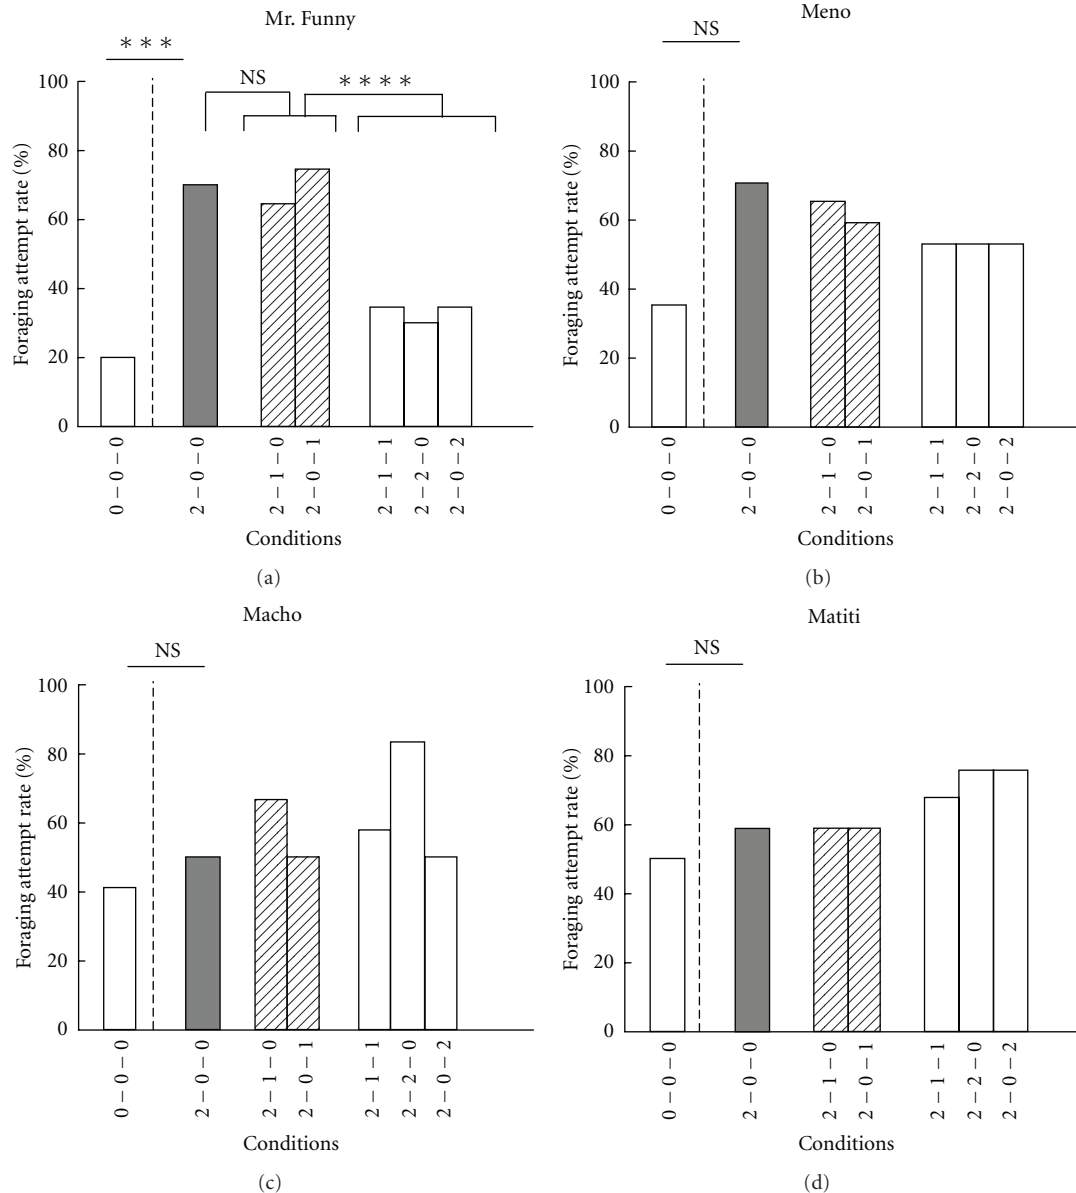 Mr. Funny
∗ ∗ ∗
NS
∗ ∗ ∗ ∗
100
80
60
40
20
0
Foraging attempt rate (%)
0 − 0 − 0
2 − 0 − 0
2 − 1 − 0
2 − 0 − 1
2 − 1 − 1
2 − 2 − 0
2 − 0 − 2
Conditions
(a)
Meno
NS
100
80
60
40
20
0
Foraging attempt rate (%)
0 − 0 − 0
2 − 0 − 0
2 − 1 − 0
2 − 0 − 1
2 − 1 − 1
2 − 2 − 0
2 − 0 − 2
Conditions
(b)
Macho
NS
100
80
60
40
20
0
Foraging attempt rate (%)
0 − 0 − 0
2 − 0 − 0
2 − 1 − 0
2 − 0 − 1
2 − 1 − 1
2 − 2 − 0
2 − 0 − 2
Conditions
(c)
Matiti
NS
100
80
60
40
20
0
Foraging attempt rate (%)
0 − 0 − 0
2 − 0 − 0
2 − 1 − 0
2 − 0 − 1
2 − 1 − 1
2 − 2 − 0
2 − 0 − 2
Conditions
(d)